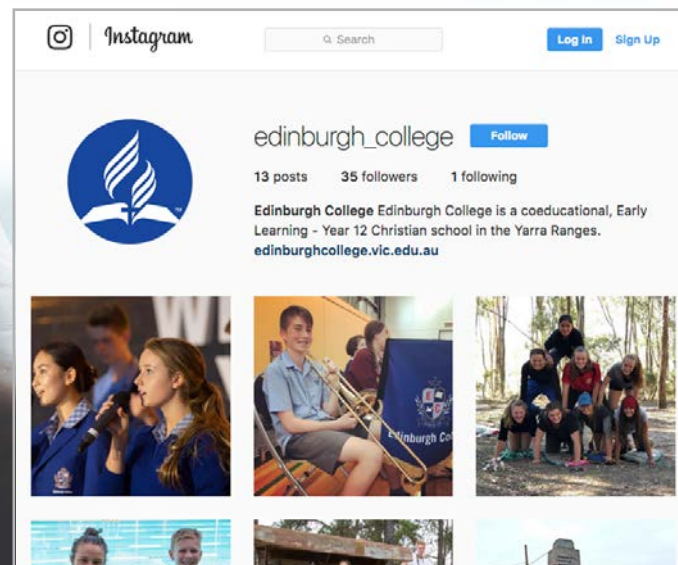 Instagram
Search
Log In
Sign Up
edinburgh_college
Follow
13 posts 35 followers 1 following
Edinburgh College Edinburgh College is a coeducational, Early
Learning - Year 12 Christian school in the Yarra Ranges.
edinburghcollege.vic.edu.au
Edinburgh Co